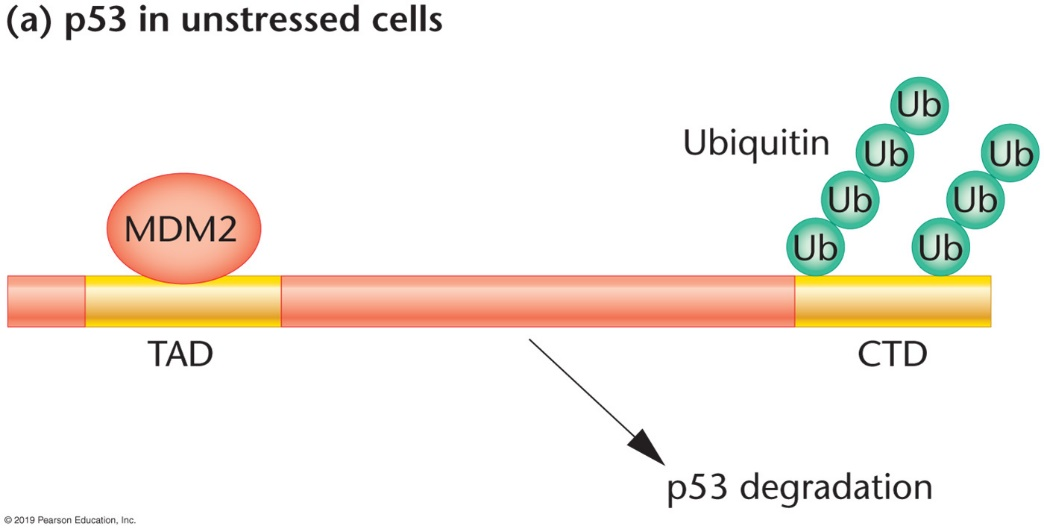 (a) p53 in unstressed cells
Ub
Ubiquitin
Ub
Ub
Ub
Ub
MDM2
Ub
Ub
TAD
CTD
p53 degradation
© 2019 Pearson Education, Inc.